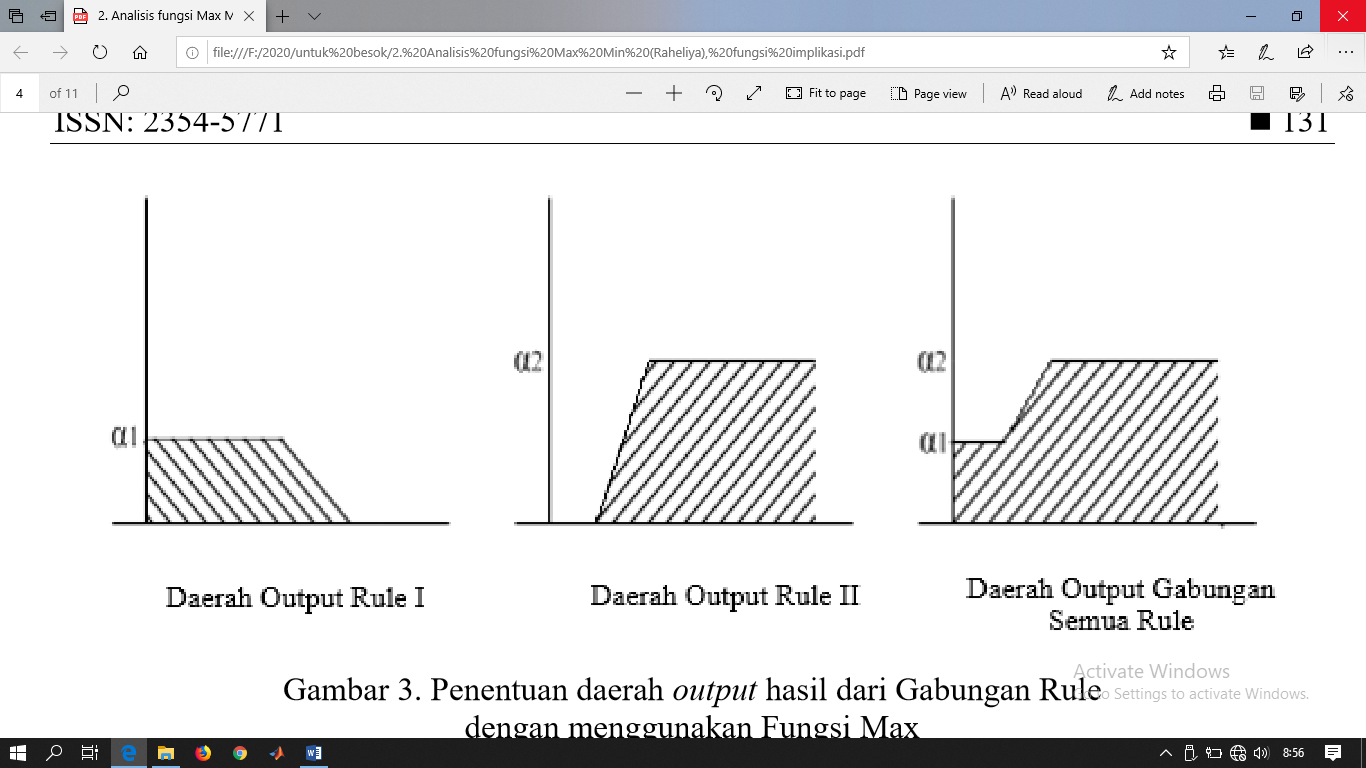 2. Analisis fungsi Max M
file:///F:/2020/untuk%20besok/2.%20Analisis%20fungsi%20Max%20Min%20(Raheliya),%20fungsi%20implikasi.pdf
4 of 11
Fit to page
Page view
Read aloud
Add notes
ISSN: 2354-5771 ■ 131
α1
α2
α2
α1
Daerah Output Rule I
Daerah Output Rule II
Daerah Output Gabungan
Semua Rule
Activate Windows
Gambar 3. Penentuan daerah output hasil dari Gabungan Rule
to Settings to activate Windows.
dengan menggunakan Fungsi Max
8:56